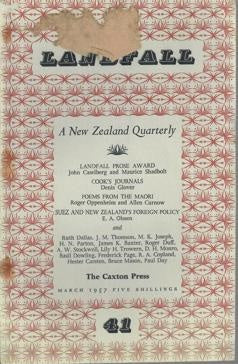 LANDFALL
A New Zealand Quarterly
LANDFALL PROSE AWARD
John Caselberg and Maurice Shadbolt
COOK'S JOURNALS
Denis Glover
POEMS FROM THE MAORI
Roger Oppenheim and Allen Curnow
SUEZ AND NEW ZEALAND'S FOREIGN POLICY
E. A. Olssen
and
Ruth Dallas, J. M. Thomson, M. K. Joseph,
H. N. Parton, James K. Baxter, Roger Duff,
A. W. Stockwell, Lily H. Trowern, D. H. Monro,
Basil Dowling, Frederick Page, R. A. Copland,
Hester Carsten, Bruce Mason, Paul Day
The Caxton Press
MARCH 1957 FIVE SHILLINGS
41